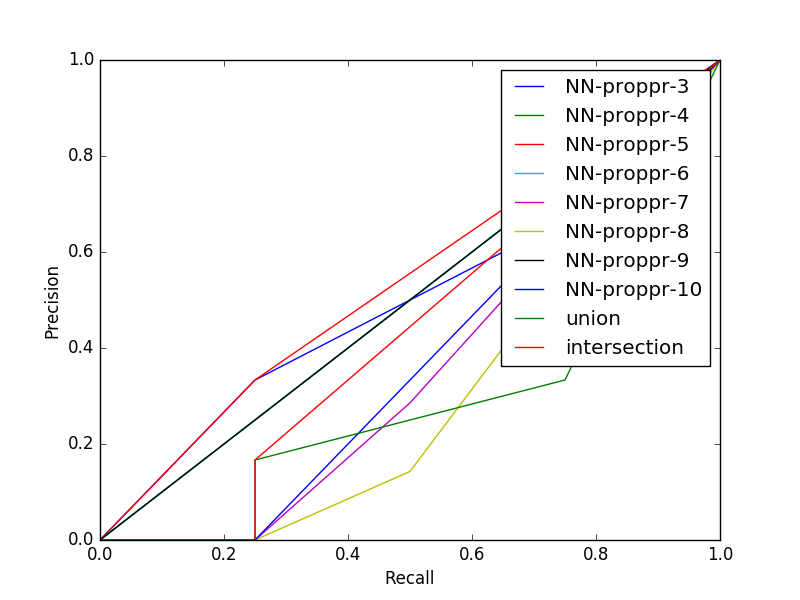 1.0
0.8
0.6
0.4
0.2
0.0
Precision
0.0 0.2 0.4 0.6 0.8 1.0
Recall
NN-proppr-3
NN-proppr-4
NN-proppr-5
NN-proppr-6
NN-proppr-7
NN-proppr-8
NN-proppr-9
NN-proppr-10
union
intersection